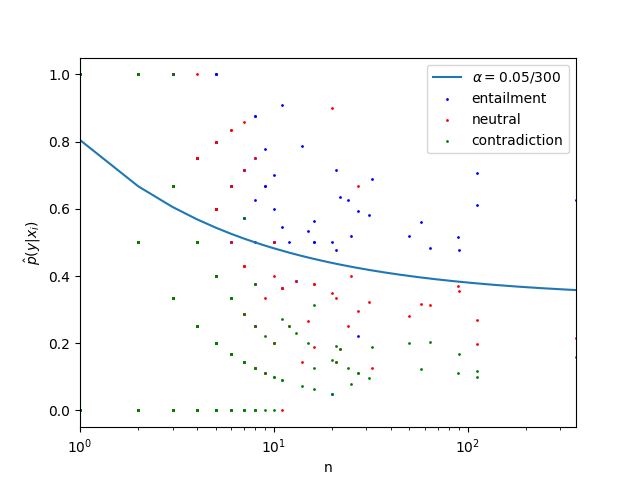 α = 0.05/300
entailment
neutral
contradiction
1.0
0.8
0.6
0.4
0.2
0.0
p̂(y|xᵢ)
10⁰
10¹
10²
n